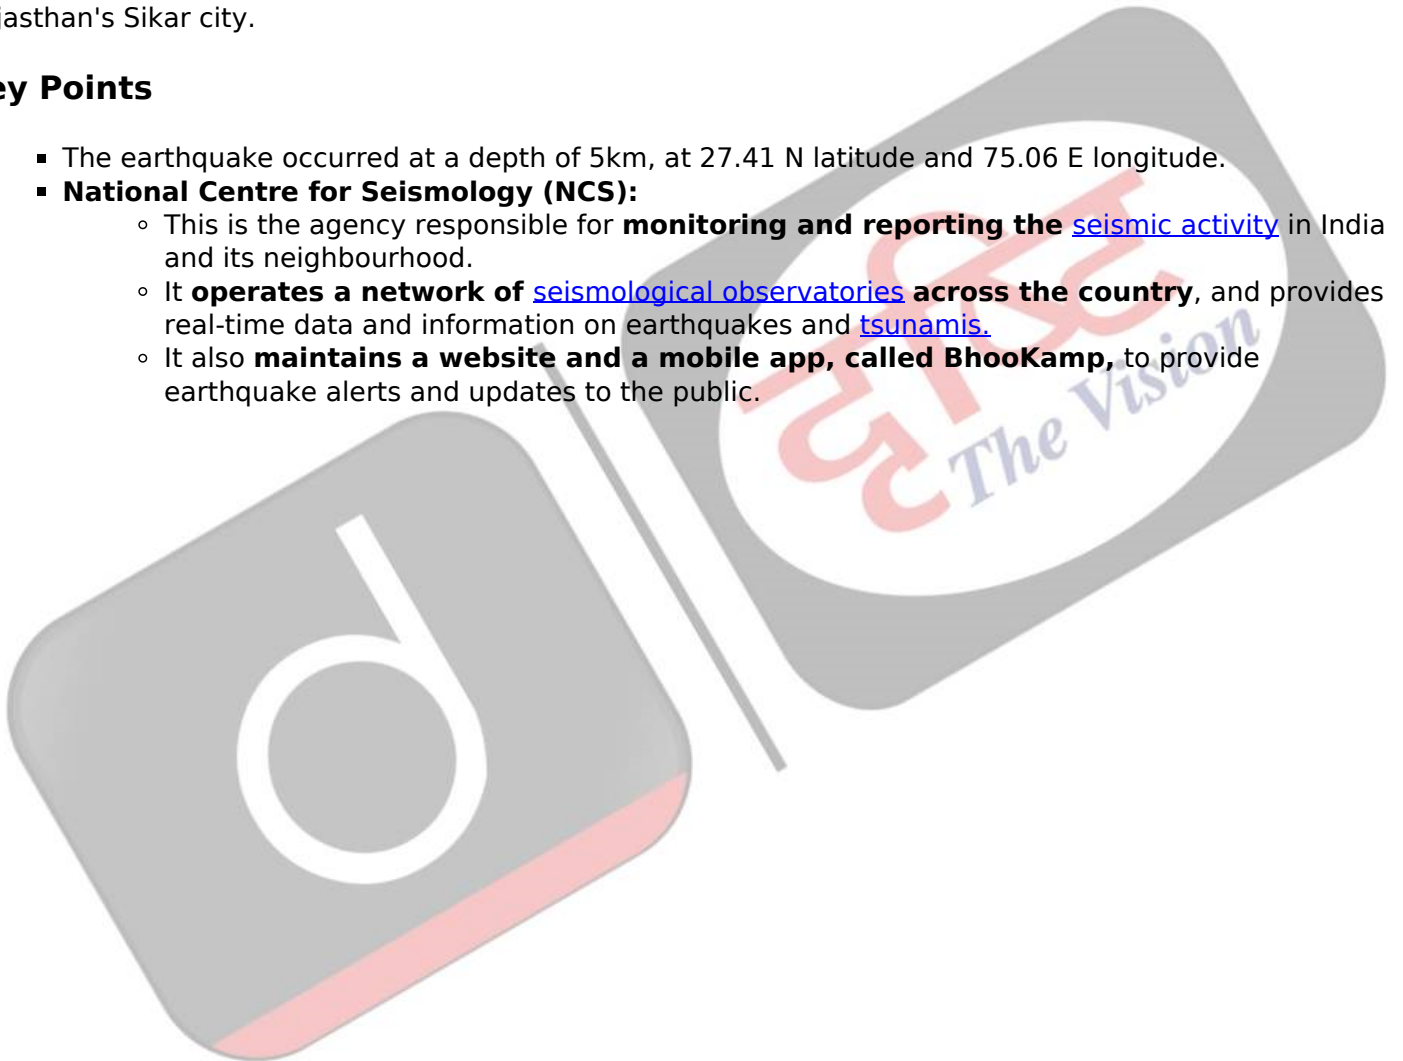 jasthan's Sikar city.
ey Points
▪ The earthquake occurred at a depth of 5km, at 27.41 N latitude and 75.06 E longitude.
▪ National Centre for Seismology (NCS):
◦ This is the agency responsible for monitoring and reporting the seismic activity in India
and its neighbourhood.
◦ It operates a network of seismological observatories across the country, and provides
real-time data and information on earthquakes and tsunamis.
◦ It also maintains a website and a mobile app, called BhooKamp, to provide
earthquake alerts and updates to the public.
दृष्टि
The Vision
d